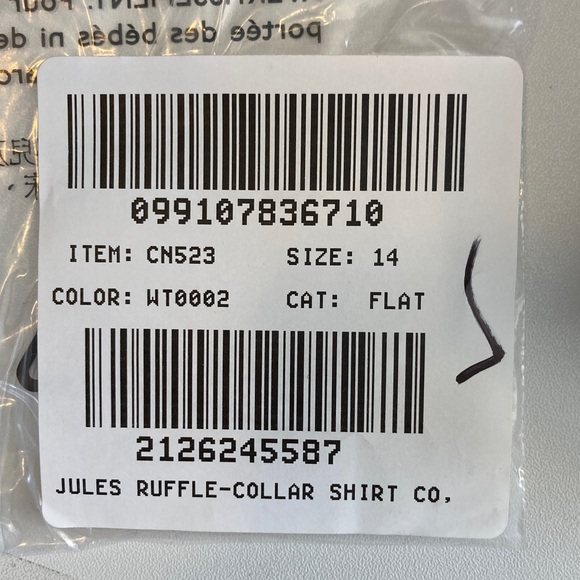 portée des bébés ni de
099107836710
ITEM: CN523 SIZE: 14
COLOR: WT0002 CAT: FLAT
2126245587
JULES RUFFLE-COLLAR SHIRT CO,